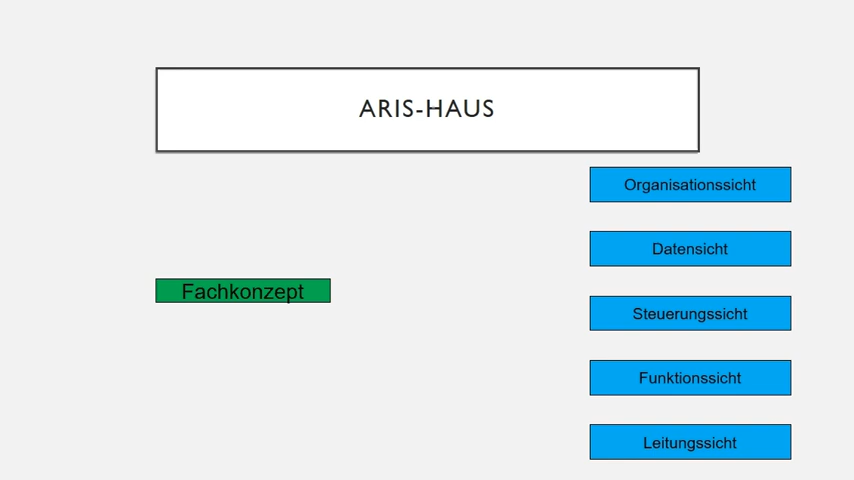 ARIS-HAUS
Organisationssicht
Datensicht
Fachkonzept
Steuerungssicht
Funktionssicht
Leitungssicht